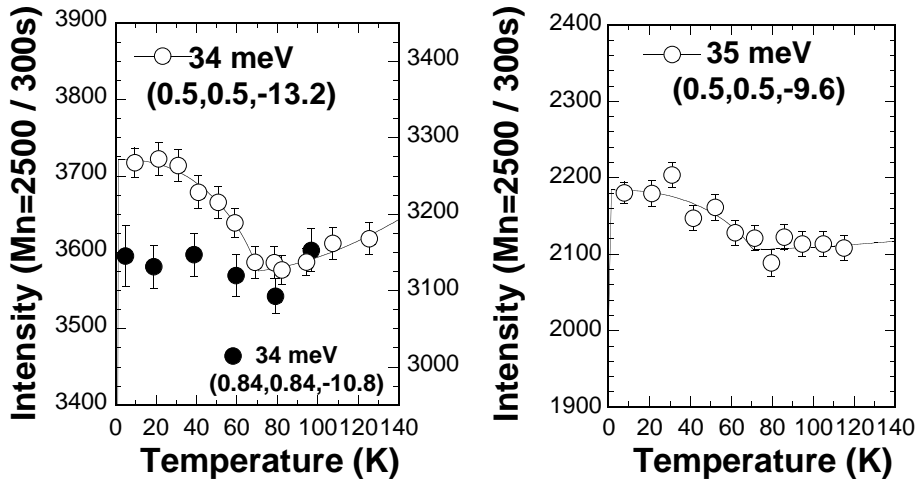 Intensity (Mn=2500 / 300s)
3900
3800
3700
3600
3500
3400
3400
3300
3200
3100
3000
34 meV
(0.5,0.5,-13.2)
34 meV
(0.84,0.84,-10.8)
0 20 40 60 80 100 120 140
Temperature (K)
Intensity (Mn=2500 / 300s)
2400
2300
2200
2100
2000
1900
35 meV
(0.5,0.5,-9.6)
0 20 40 60 80 100 120 140
Temperature (K)